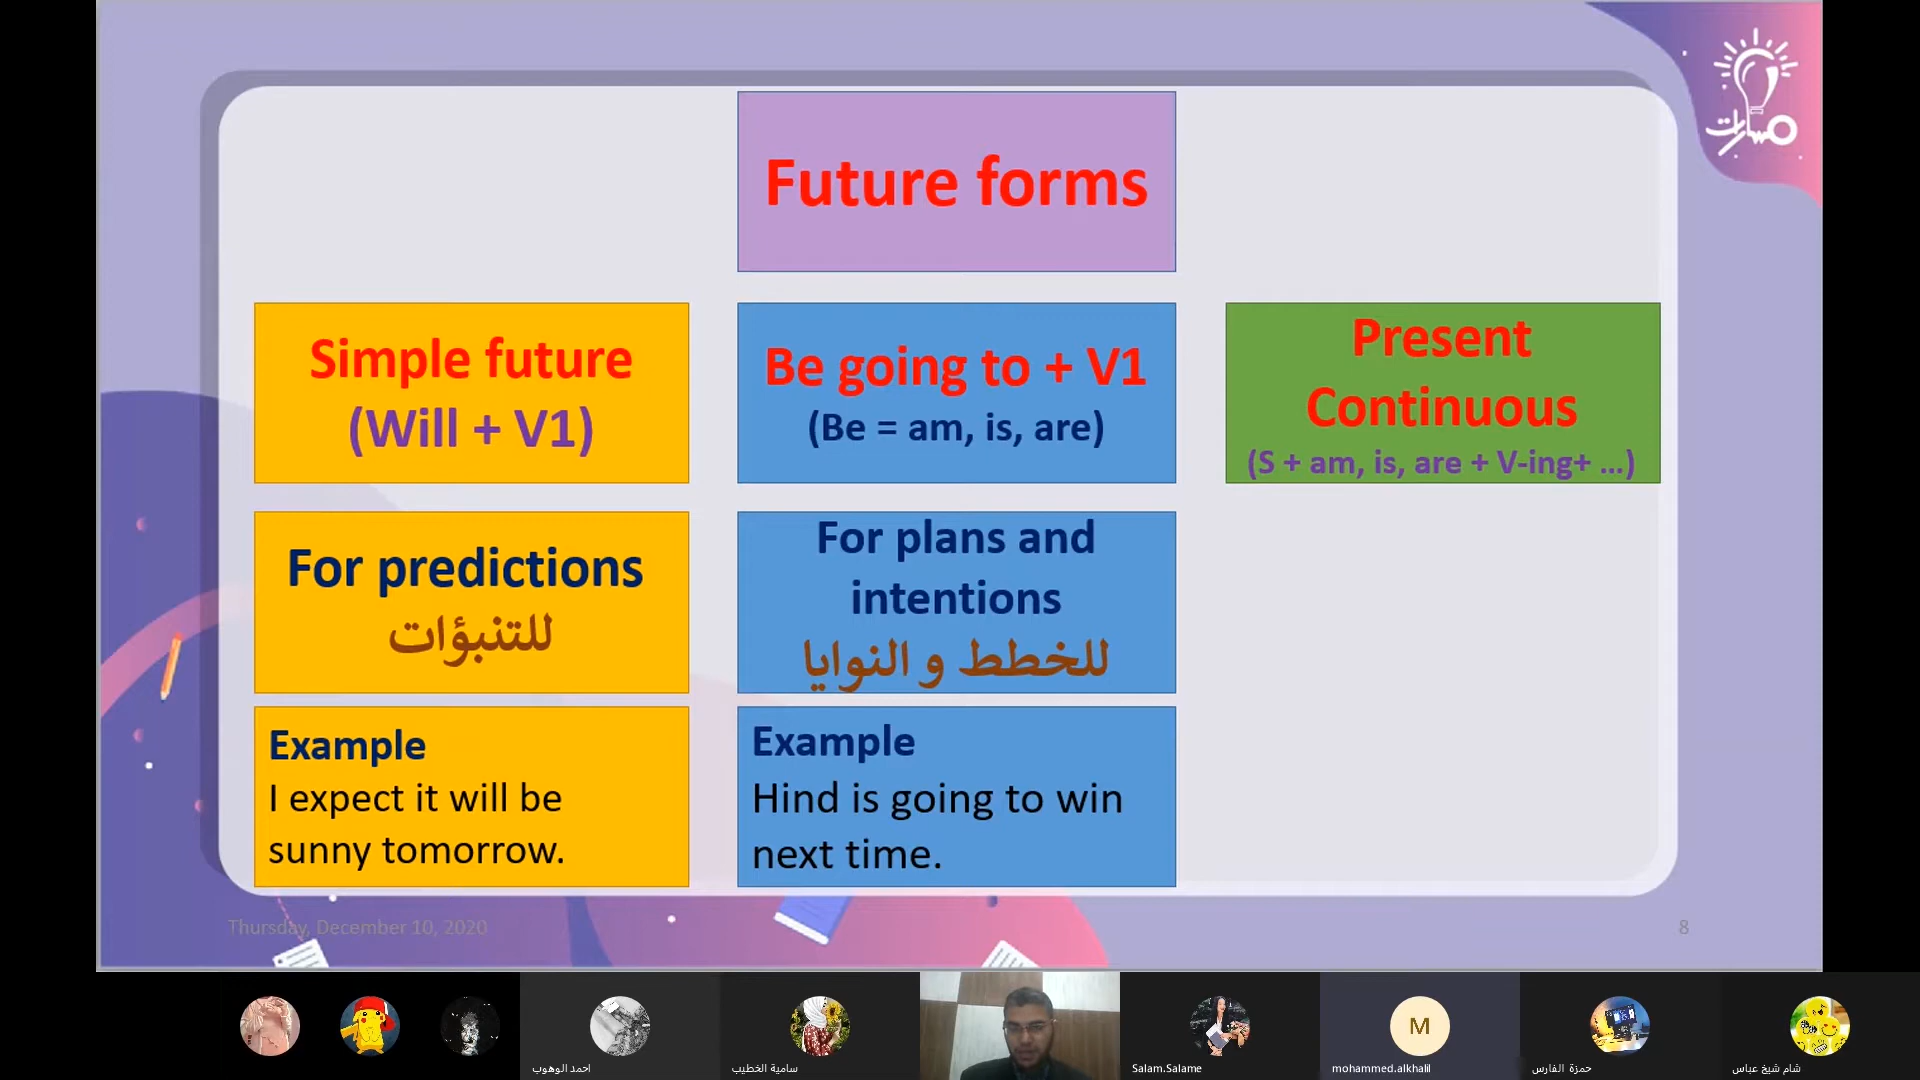 مسارات
Future forms
Simple future
(Will + V1)
Be going to + V1
(Be = am, is, are)
Present
Continuous
(S + am, is, are + V-ing+ ...)
For predictions
للتنبؤات
For plans and
intentions
للخطط و النوايا
Example
I expect it will be
sunny tomorrow.
Example
Hind is going to win
next time.
Thursday, December 10, 2020
8
M
احمد الوهوب
سامية الخطيب
Salam.Salame
mohammed.alkhalil
حمزة الفارس
شام شيخ عباس